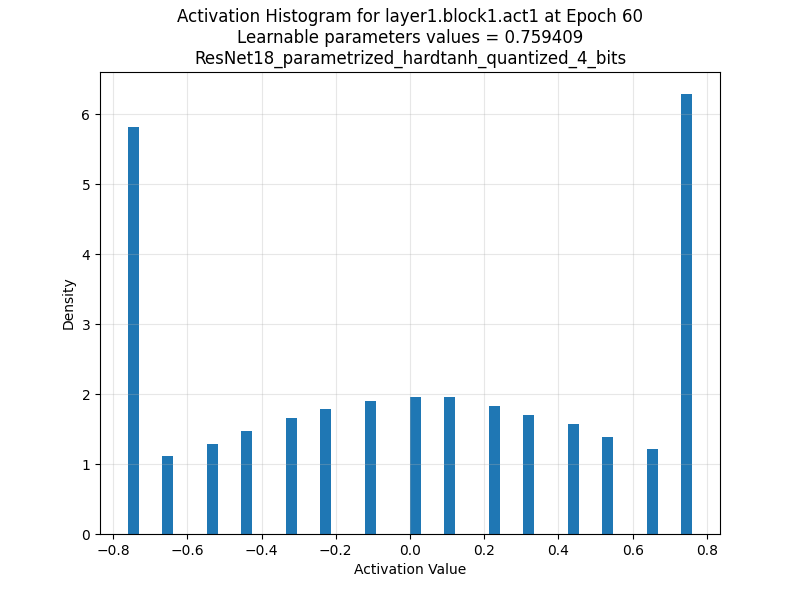 Activation Histogram for layer1.block1.act1 at Epoch 60
Learnable parameters values = 0.759409
ResNet18_parametrized_hardtanh_quantized_4_bits
6
5
4
3
2
1
0
Density
−0.8 −0.6 −0.4 −0.2 0.0 0.2 0.4 0.6 0.8
Activation Value